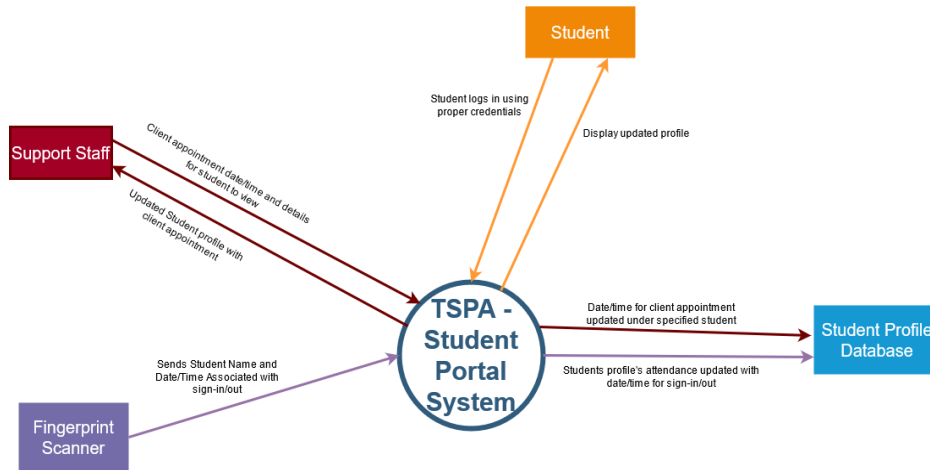 Student
Student logs in using
proper credentials
Display updated profile
Support Staff
Client appointment date/time and details
for student to view
Updated Student profile with
client appointment
TSPA -
Student
Portal
System
Date/time for client appointment
updated under specified student
Student Profile
Database
Students profile's attendance updated with
date/time for sign-in/out
Sends Student Name and
Date/Time Associated with
sign-in/out
Fingerprint
Scanner